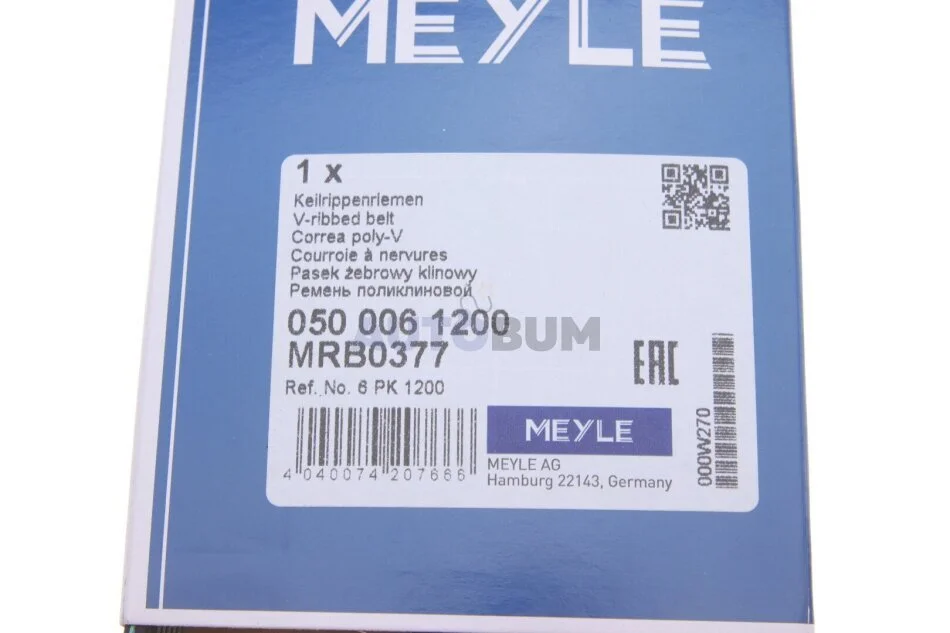 MEYLE
1 x
Keilrippenriemen
V-ribbed belt
Correa poly-V
Courroie à nervures
Pasek żebrowy klinowy
Ремень поликлиновой
050 006 1200
AUTOBUM
MRB0377
Ref. No. 6 PK 1200
EAC
4 040074 207666
MEYLE
MEYLE AG
Hamburg 22143, Germany
000W270